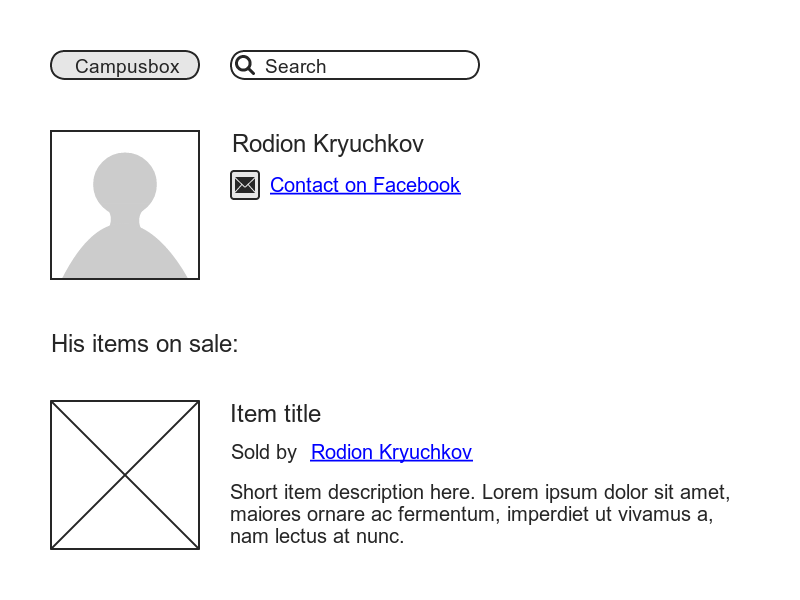 Campusbox
Search
Rodion Kryuchkov
Contact on Facebook
His items on sale:
Item title
Sold by Rodion Kryuchkov
Short item description here. Lorem ipsum dolor sit amet,
maiores ornare ac fermentum, imperdiet ut vivamus a,
nam lectus at nunc.